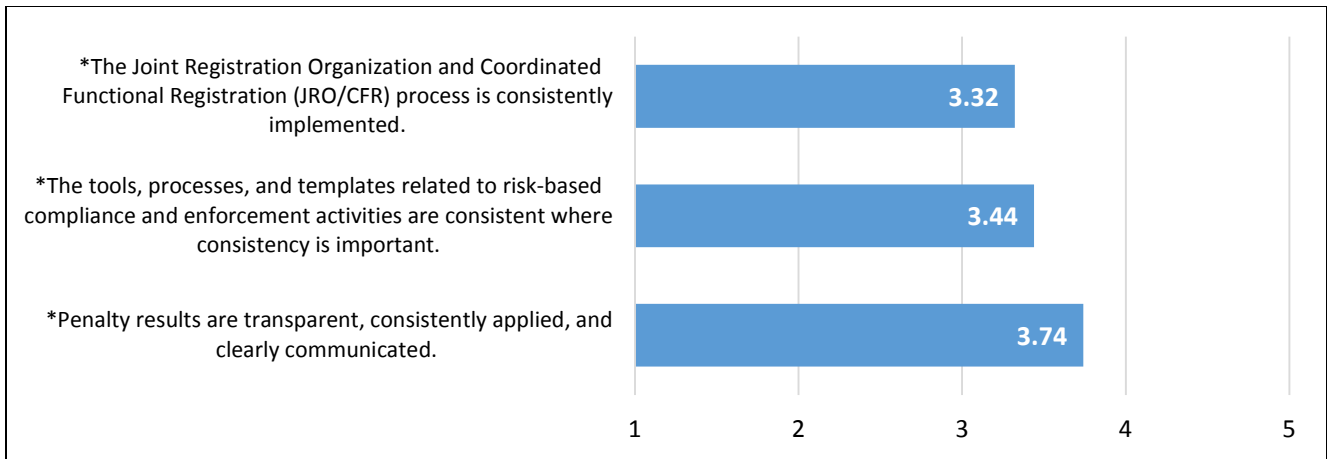 *The Joint Registration Organization and Coordinated
Functional Registration (JRO/CFR) process is consistently
implemented.
3.32
*The tools, processes, and templates related to risk-based
compliance and enforcement activities are consistent where
consistency is important.
3.44
*Penalty results are transparent, consistently applied, and
clearly communicated.
3.74
1 2 3 4 5